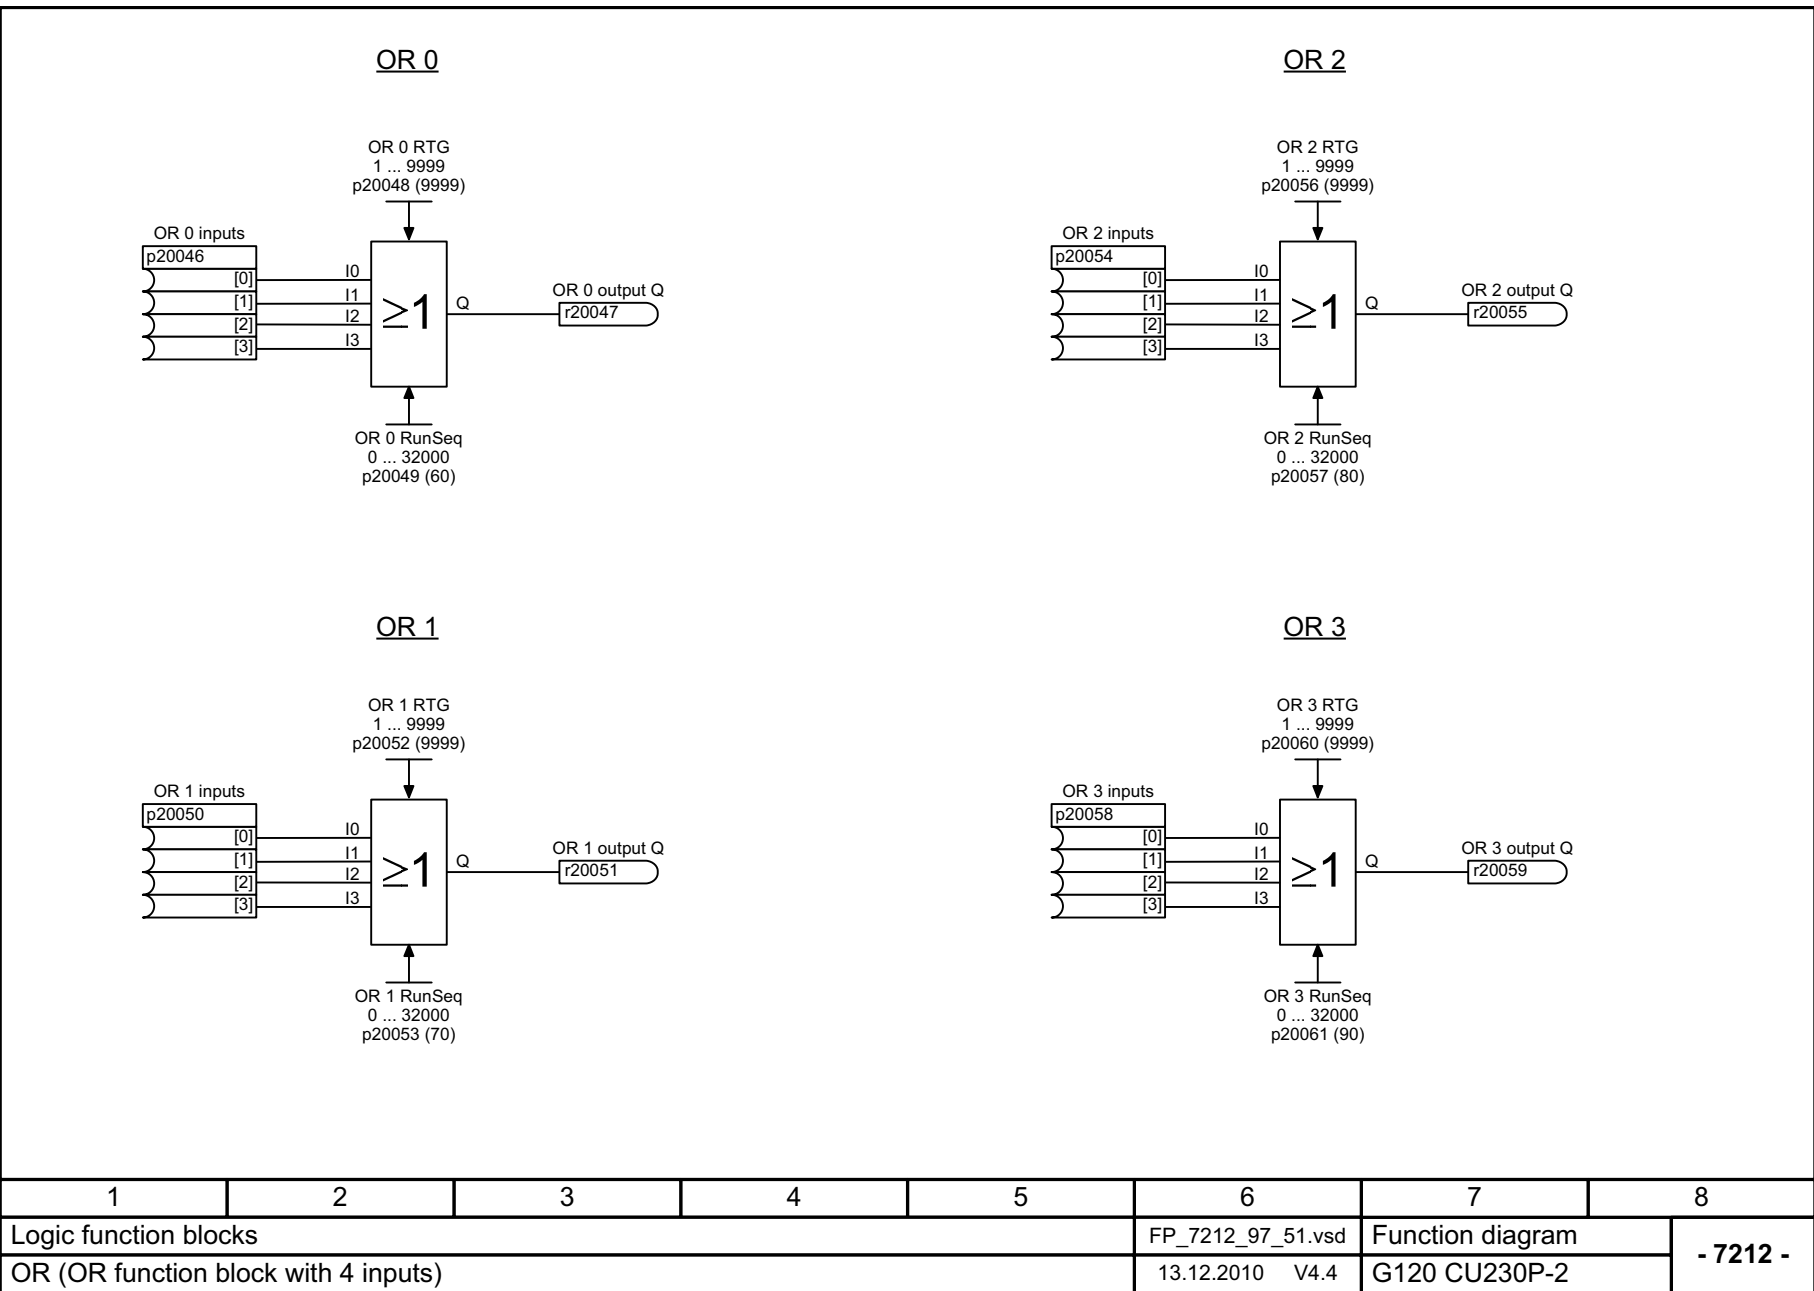 OR 0
OR 0 RTG
1 ... 9999
p20048 (9999)
OR 0 inputs
p20046
[0]
[1]
[2]
[3]
I0
I1
I2
I3
≥1
Q
OR 0 output Q
r20047
OR 0 RunSeq
0 ... 32000
p20049 (60)
OR 2
OR 2 RTG
1 ... 9999
p20056 (9999)
OR 2 inputs
p20054
[0]
[1]
[2]
[3]
I0
I1
I2
I3
≥1
Q
OR 2 output Q
r20055
OR 2 RunSeq
0 ... 32000
p20057 (80)
OR 1
OR 1 RTG
1 ... 9999
p20052 (9999)
OR 1 inputs
p20050
[0]
[1]
[2]
[3]
I0
I1
I2
I3
≥1
Q
OR 1 output Q
r20051
OR 1 RunSeq
0 ... 32000
p20053 (70)
OR 3
OR 3 RTG
1 ... 9999
p20060 (9999)
OR 3 inputs
p20058
[0]
[1]
[2]
[3]
I0
I1
I2
I3
≥1
Q
OR 3 output Q
r20059
OR 3 RunSeq
0 ... 32000
p20061 (90)
1 2 3 4 5 6 7 8
Logic function blocks
FP_7212_97_51.vsd
Function diagram
- 7212 -
OR (OR function block with 4 inputs)
13.12.2010 V4.4
G120 CU230P-2